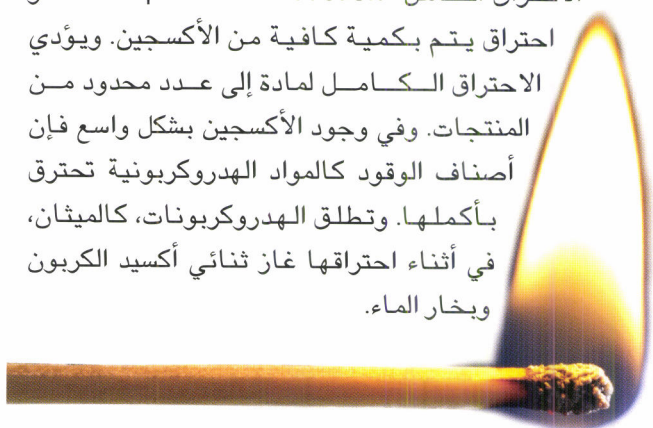 احتراق يتم بكمية كافية من الأكسجين. ويؤدي
الاحتراق الكامل لمادة إلى عدد محدود من
المنتجات. وفي وجود الأكسجين بشكل واسع فإن
أصناف الوقود كالمواد الهدروكربونية تحترق
بأكملها. وتطلق الهدروكربونات، كالميثان،
في أثناء احتراقها غاز ثنائي أكسيد الكربون
وبخار الماء.